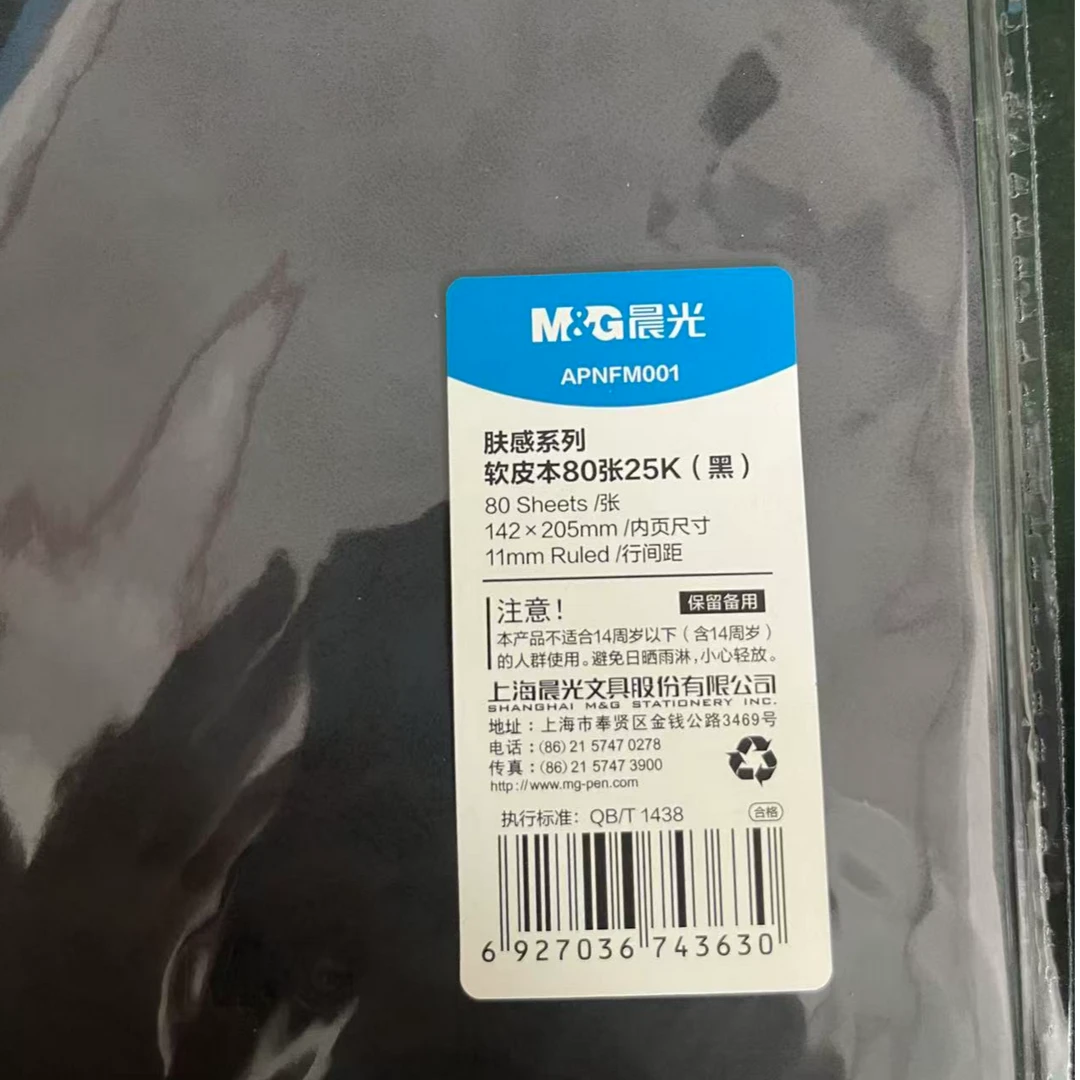 M&G晨光
APNFM001
肤感系列
软皮本80张25K（黑）
80 Sheets /张
142×205mm /内页尺寸
11mm Ruled /行间距
注意！ 保留备用
本产品不适合14周岁以下（含14周岁）
的人群使用。避免日晒雨淋，小心轻放。
上海晨光文具股份有限公司
SHANGHAI M&G STATIONERY INC.
地址：上海市奉贤区金钱公路3469号
电话：(86) 21 5747 0278
传真：(86) 21 5747 3900
http://www.mg-pen.com
执行标准：QB/T 1438 合格
6 927036 743630